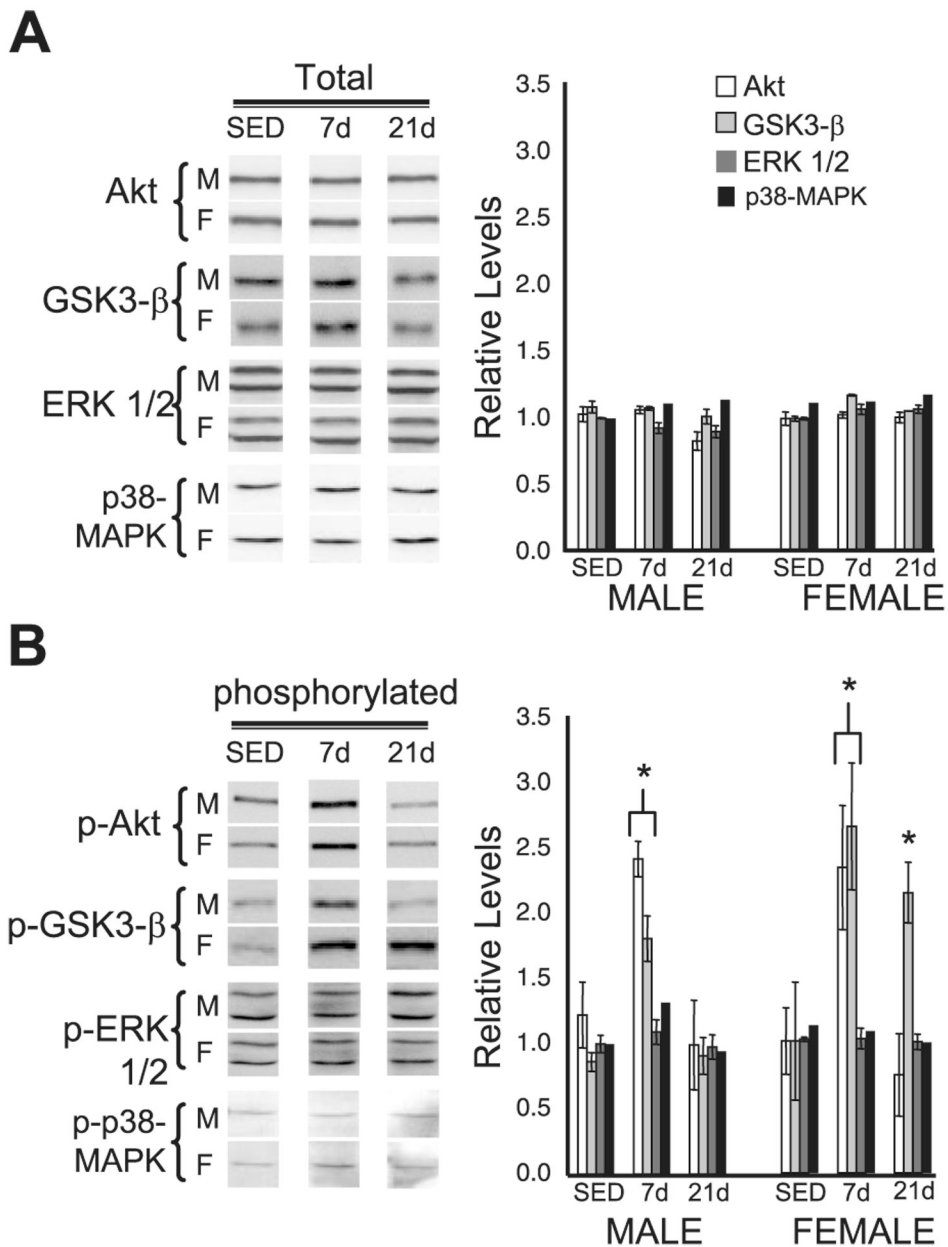 A
Total
SED 7d 21d
Akt
M
F
GSK3-β
M
F
ERK 1/2
M
F
p38-
MAPK
M
F
Relative Levels
3.5
3.0
2.5
2.0
1.5
1.0
0.5
0.0
Akt
GSK3-β
ERK 1/2
p38-MAPK
SED 7d 21d SED 7d 21d
MALE FEMALE
B
phosphorylated
SED 7d 21d
p-Akt
M
F
p-GSK3-β
M
F
p-ERK
1/2
M
F
p-p38-
MAPK
M
F
Relative Levels
3.5
3.0
2.5
2.0
1.5
1.0
0.5
0.0
*
*
*
SED 7d 21d SED 7d 21d
MALE FEMALE